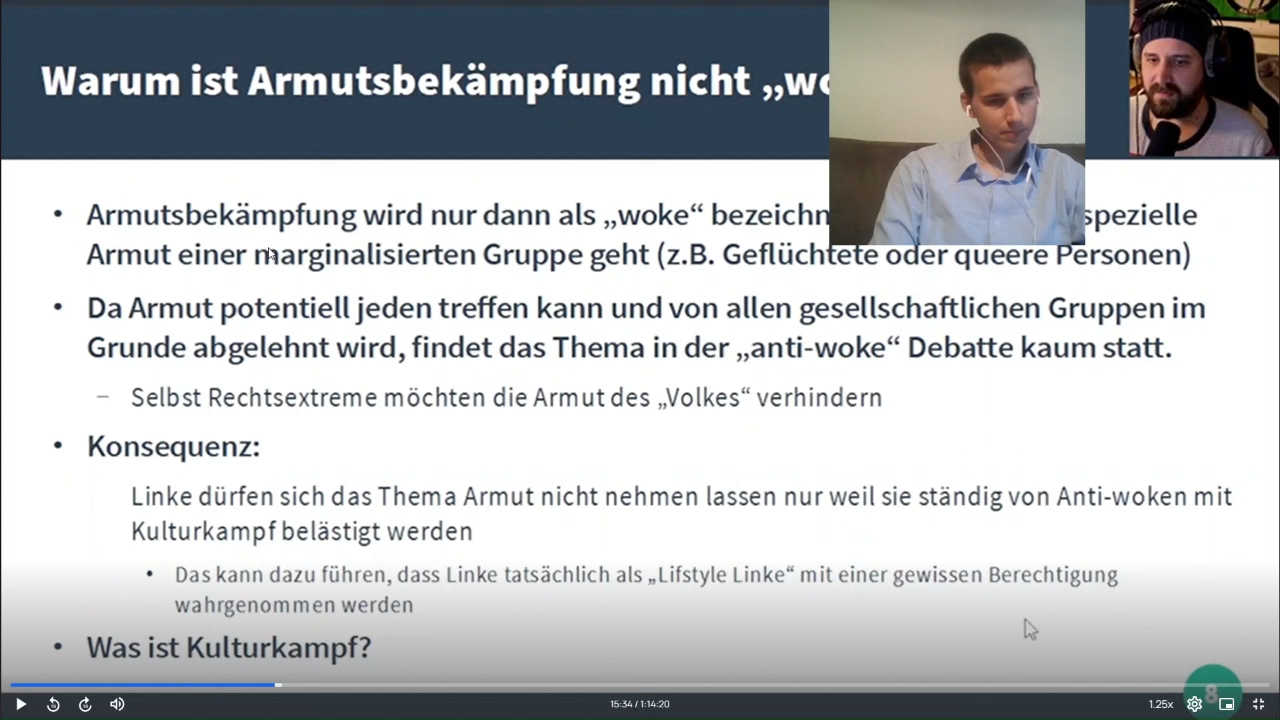 Warum ist Armutsbekämpfung nicht „wo
• Armutsbekämpfung wird nur dann als „woke“ bezeichn spezielle
Armut einer marginalisierten Gruppe geht (z.B. Geflüchtete oder queere Personen)
• Da Armut potentiell jeden treffen kann und von allen gesellschaftlichen Gruppen im
Grunde abgelehnt wird, findet das Thema in der „anti-woke“ Debatte kaum statt.
– Selbst Rechtsextreme möchten die Armut des „Volkes“ verhindern
• Konsequenz:
Linke dürfen sich das Thema Armut nicht nehmen lassen nur weil sie ständig von Anti-woken mit
Kulturkampf belästigt werden
• Das kann dazu führen, dass Linke tatsächlich als „Lifstyle Linke“ mit einer gewissen Berechtigung
wahrgenommen werden
• Was ist Kulturkampf?
8
15:34 / 1:14:20
1.25x